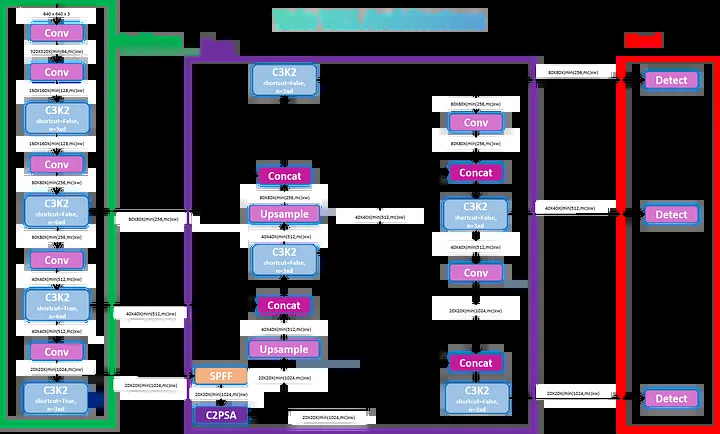 640 x 640 x 3
Conv
320X320X(min(64,mc)xw)
Conv
160X160X(min(128,mc)xw)
C3K2
shortcut=False,
n=3xd
160X160X(min(128,mc)xw)
Conv
80X80X(min(256,mc)xw)
C3K2
shortcut=False,
n=6xd
80X80X(min(256,mc)xw)
Conv
40X40X(min(512,mc)xw)
C3K2
shortcut=True,
n=6xd
40X40X(min(512,mc)xw)
Conv
20X20X(min(1024,mc)xw)
C3K2
shortcut=True,
n=3xd
80X80X(min(256,mc)xw)
40X40X(min(512,mc)xw)
20X20X(min(1024,mc)xw)
C3K2
shortcut=False,
n=3xd
Concat
80X80X(min(256,mc)xw)
Upsample
40X40X(min(512,mc)xw)
C3K2
shortcut=False,
n=3xd
Concat
40X40X(min(512,mc)xw)
Upsample
20X20X(min(1024,mc)xw)
SPFF
20X20X(min(1024,mc)xw)
C2PSA
20X20X(min(1024,mc)xw)
40X40X(min(512,mc)xw)
80X80X(min(256,mc)xw)
Conv
80X80X(min(256,mc)xw)
Concat
C3K2
shortcut=False,
n=3xd
40X40X(min(512,mc)xw)
Conv
20X20X(min(1024,mc)xw)
Concat
C3K2
shortcut=False,
n=3xd
80X80X(min(256,mc)xw)
Detect
40X40X(min(512,mc)xw)
Detect
20X20X(min(1024,mc)xw)
Detect